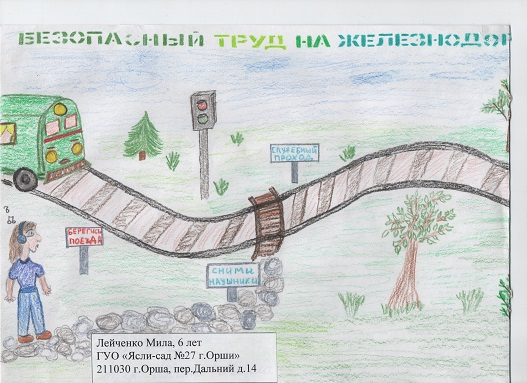 БЕЗОПАСНЫЙ ТРУД НА ЖЕЛЕЗНОДОР
СЛУЖЕБНЫЙ
ПРОХОД
БЕРЕГИСЬ
ПОЕЗДА
СНИМИ
НАУШНИКИ
Лейченко Мила, 6 лет
ГУО «Ясли-сад №27 г.Орши»
211030 г.Орша, пер.Дальний д.14